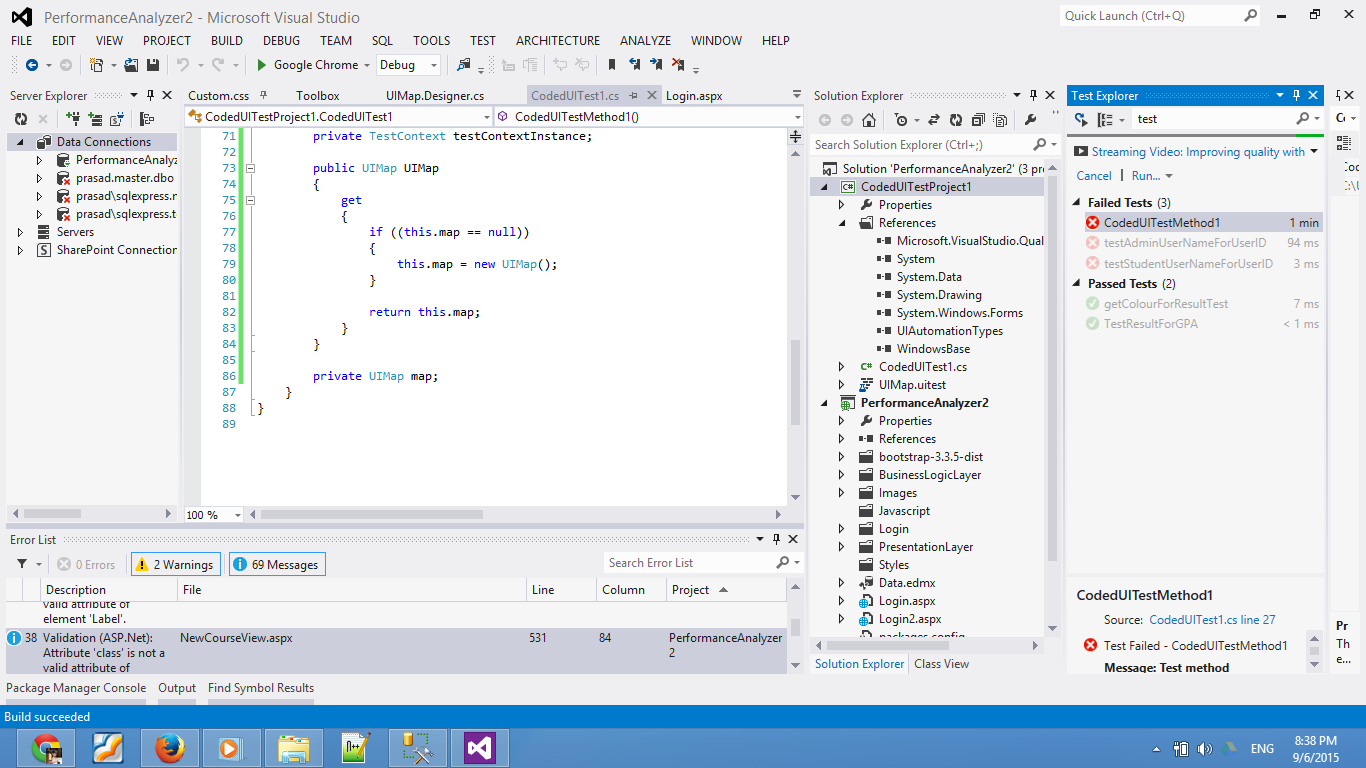 PerformanceAnalyzer2 - Microsoft Visual Studio
Quick Launch (Ctrl+Q)
FILE EDIT VIEW PROJECT BUILD DEBUG TEAM SQL TOOLS TEST ARCHITECTURE ANALYZE WINDOW HELP
Google Chrome Debug
Server Explorer
Data Connections
PerformanceAnalyz
prasad.master.dbo
prasad\sqlexpress.n
prasad\sqlexpress.t
Servers
SharePoint Connection
Custom.css Toolbox UIMap.Designer.cs CodedUITest1.cs Login.aspx
CodedUITestProject1.CodedUITest1 CodedUITestMethod1()
71 private TestContext testContextInstance;
72
73 public UIMap UIMap
74 {
75 get
76 {
77 if ((this.map == null))
78 {
79 this.map = new UIMap();
80 }
81
82 return this.map;
83 }
84 }
85
86 private UIMap map;
87 }
88 }
89
100 %
Solution Explorer
Search Solution Explorer (Ctrl+;)
Solution 'PerformanceAnalyzer2' (3 pr
CodedUITestProject1
Properties
References
Microsoft.VisualStudio.Qual
System
System.Data
System.Drawing
System.Windows.Forms
UIAutomationTypes
WindowsBase
CodedUITest1.cs
UIMap.uitest
PerformanceAnalyzer2
Properties
References
bootstrap-3.3.5-dist
BusinessLogicLayer
Images
Javascript
Login
PresentationLayer
Styles
Data.edmx
Login.aspx
Login2.aspx
packages.config
Solution Explorer Class View
Test Explorer
test
Streaming Video: Improving quality with
Cancel | Run...
Failed Tests (3)
CodedUITestMethod1 1 min
testAdminUserNameForUserID 94 ms
testStudentUserNameForUserID 3 ms
Passed Tests (2)
getColourForResultTest 7 ms
TestResultForGPA < 1 ms
CodedUITestMethod1
Source: CodedUITest1.cs line 27
Test Failed - CodedUITestMethod1
Message: Test method
Pr
Th
e...
Error List
0 Errors 2 Warnings 69 Messages
Search Error List
Description File Line Column Project
valid attribute of
element 'Label'.
38 Validation (ASP.Net): NewCourseView.aspx 531 84 PerformanceAnalyzer
Attribute 'class' is not a 2
valid attribute of
Package Manager Console Output Find Symbol Results
Build succeeded
ENG
8:38 PM
9/6/2015